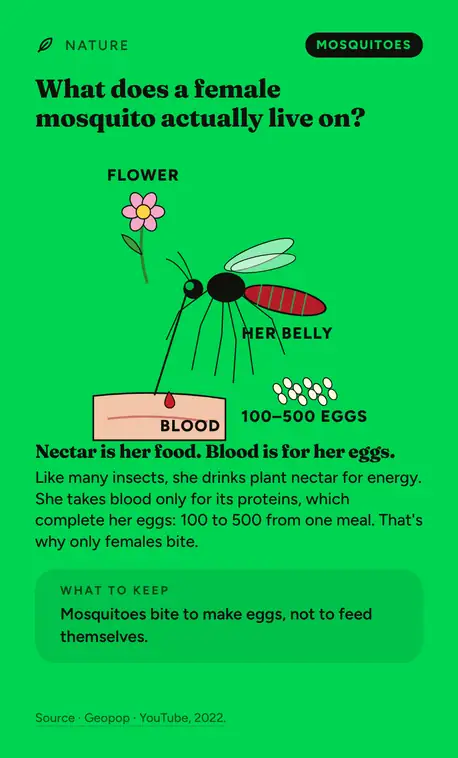 NATURE
MOSQUITOES
What does a female
mosquito actually live on?
FLOWER
HER BELLY
100–500 EGGS
BLOOD
Nectar is her food. Blood is for her eggs.
Like many insects, she drinks plant nectar for energy.
She takes blood only for its proteins, which
complete her eggs: 100 to 500 from one meal. That's
why only females bite.
WHAT TO KEEP
Mosquitoes bite to make eggs, not to feed
themselves.
Source · Geopop · YouTube, 2022.